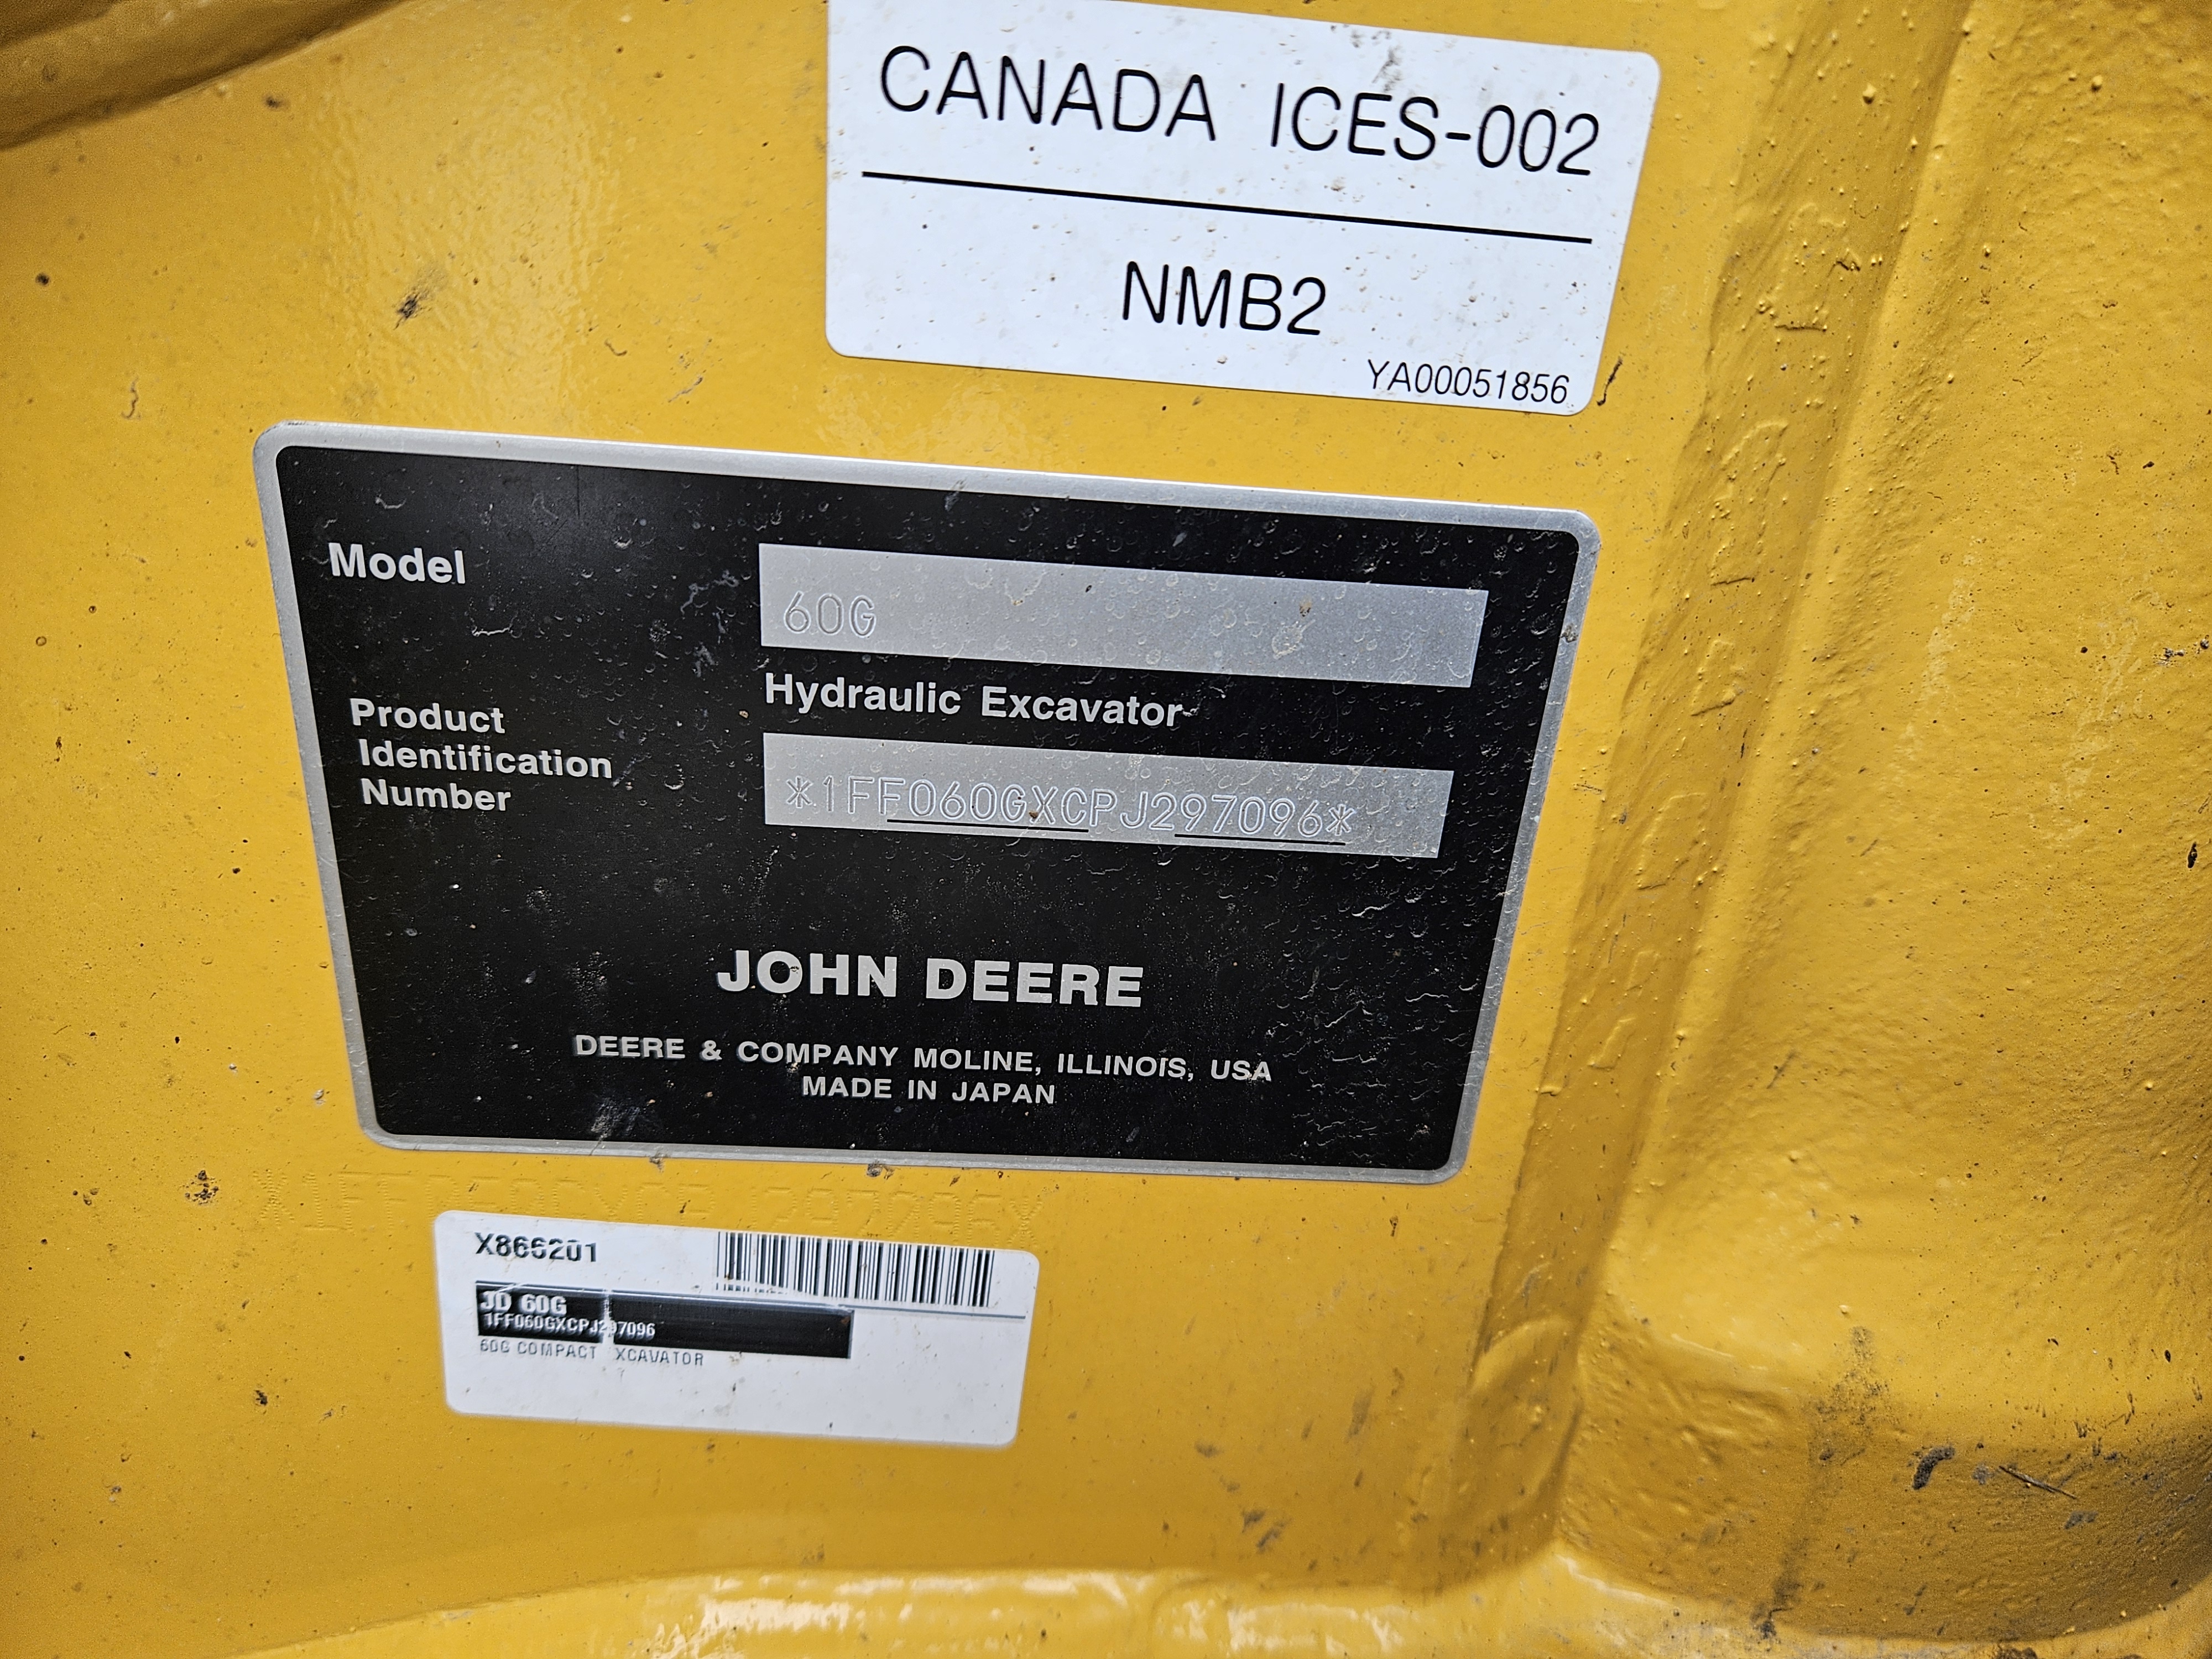 CANADA ICES-002
NMB2
YA00051856
Model
60G
Hydraulic Excavator
Product
Identification
Number
*1FF060GXCPJ297096*
JOHN DEERE
DEERE & COMPANY MOLINE, ILLINOIS, USA
MADE IN JAPAN
X866201
JD 60G
1FF060GXCPJ297096
60G COMPACT XCAVATOR